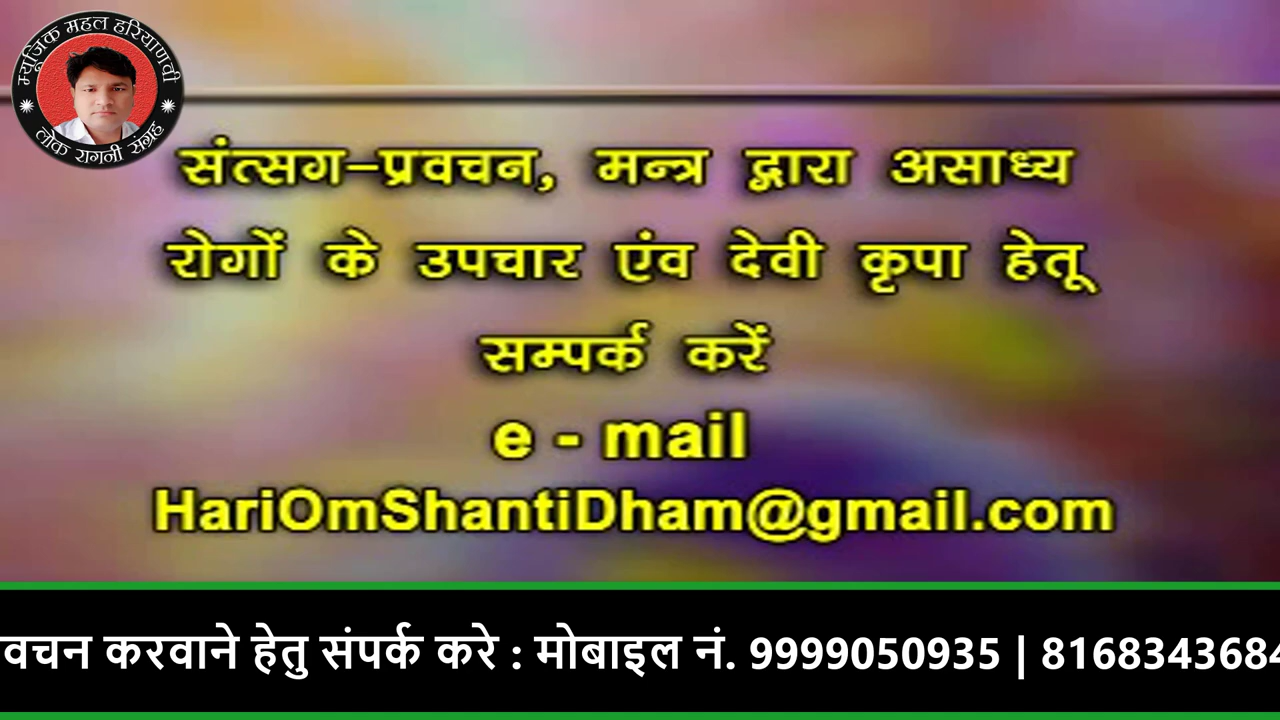 म्यूजिक महल हरियाणवी
लोक रागनी संग्रह
संत्सग-प्रवचन, मन्त्र द्वारा असाध्य
रोगों के उपचार एंव देवी कृपा हेतू
सम्पर्क करें
e - mail
HariOmShantiDham@gmail.com
वचन करवाने हेतु संपर्क करे : मोबाइल नं. 9999050935 | 8168343684